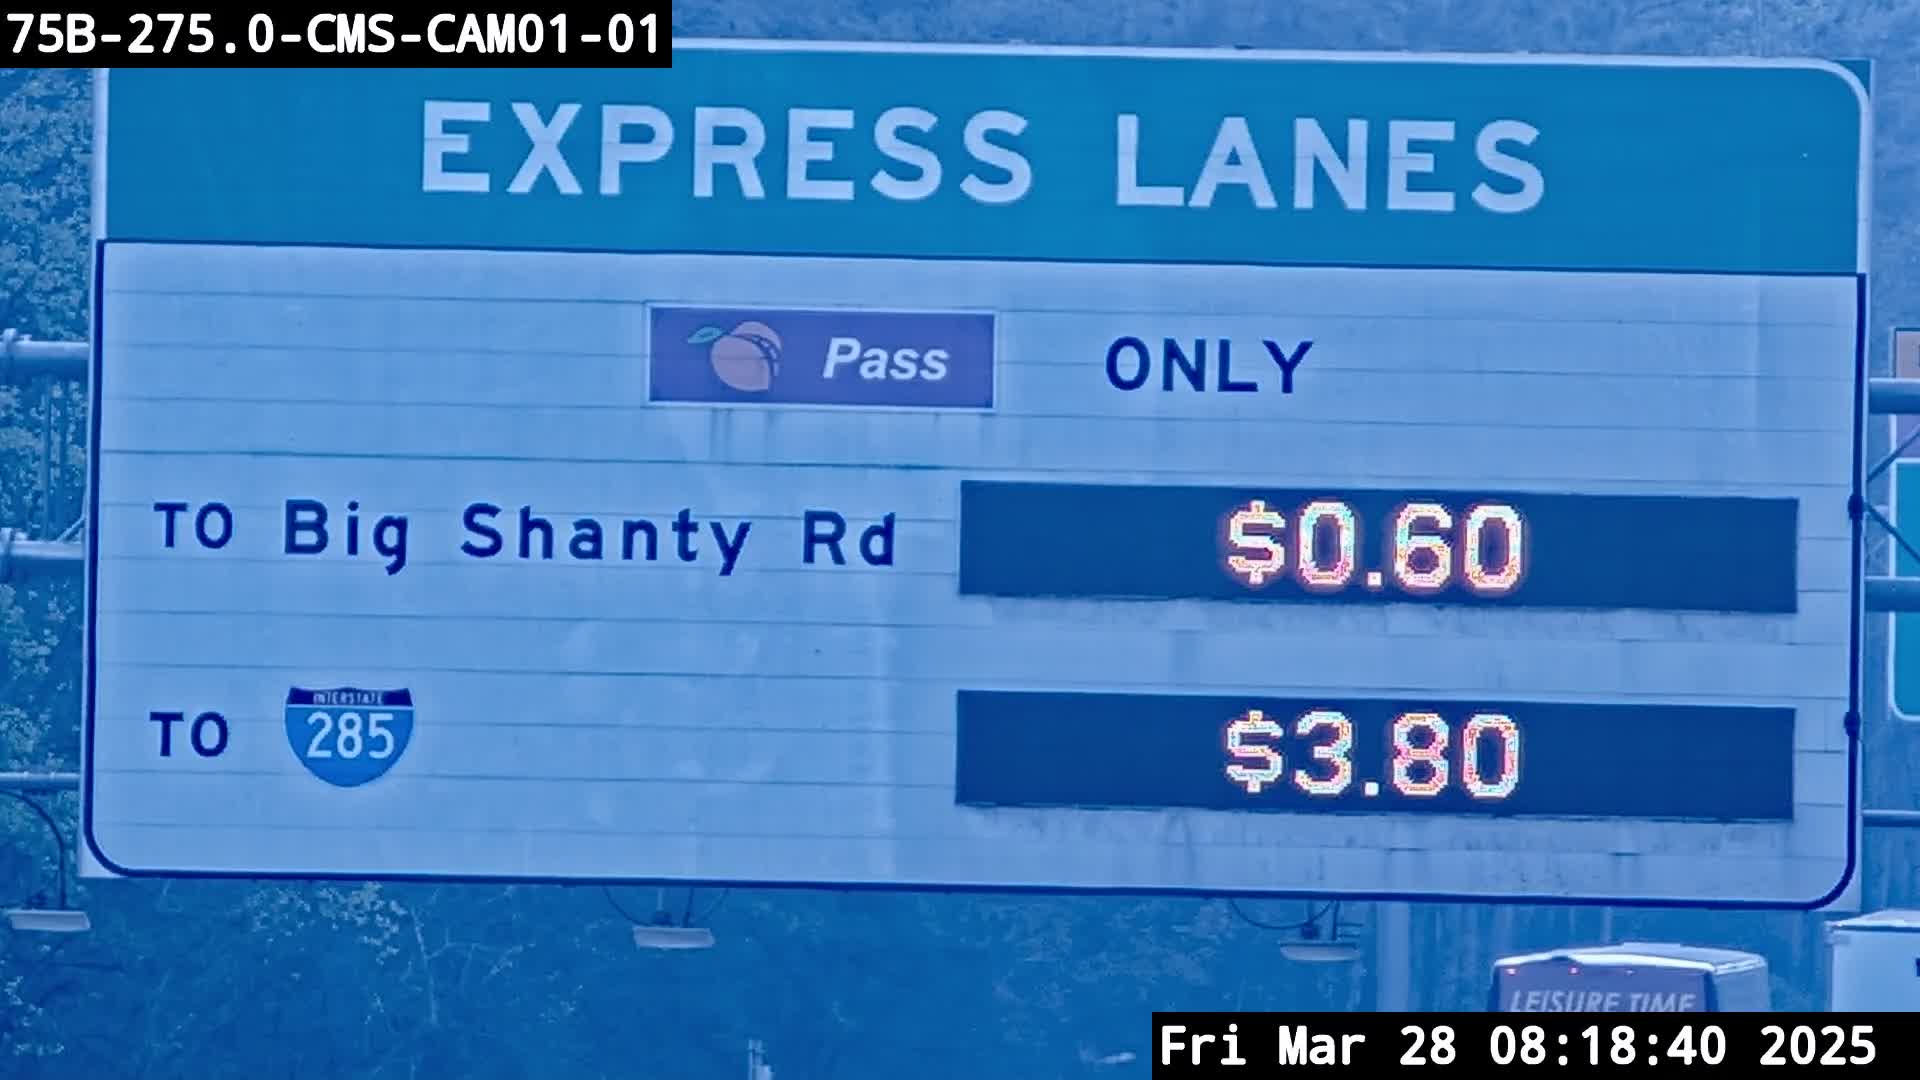 75B-275.0-CMS-CAM01-01
EXPRESS LANES
Pass ONLY
TO Big Shanty Rd $0.60
TO INTERSTATE 285 $3.80
LEISURE TIME
Fri Mar 28 08:18:40 2025